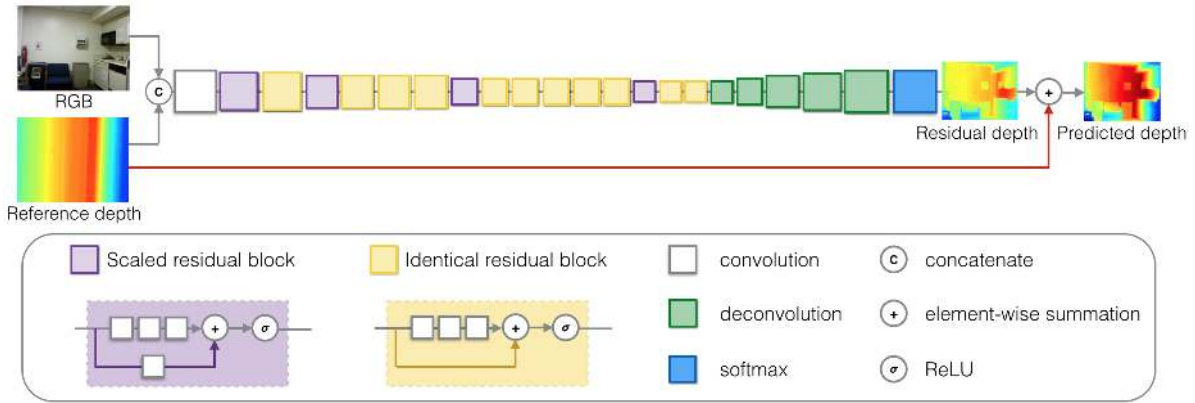 RGB
C
+
Residual depth
Predicted depth
Reference depth
Scaled residual block
Identical residual block
convolution
C
concatenate
deconvolution
+
element-wise summation
+
σ
+
σ
softmax
σ
ReLU